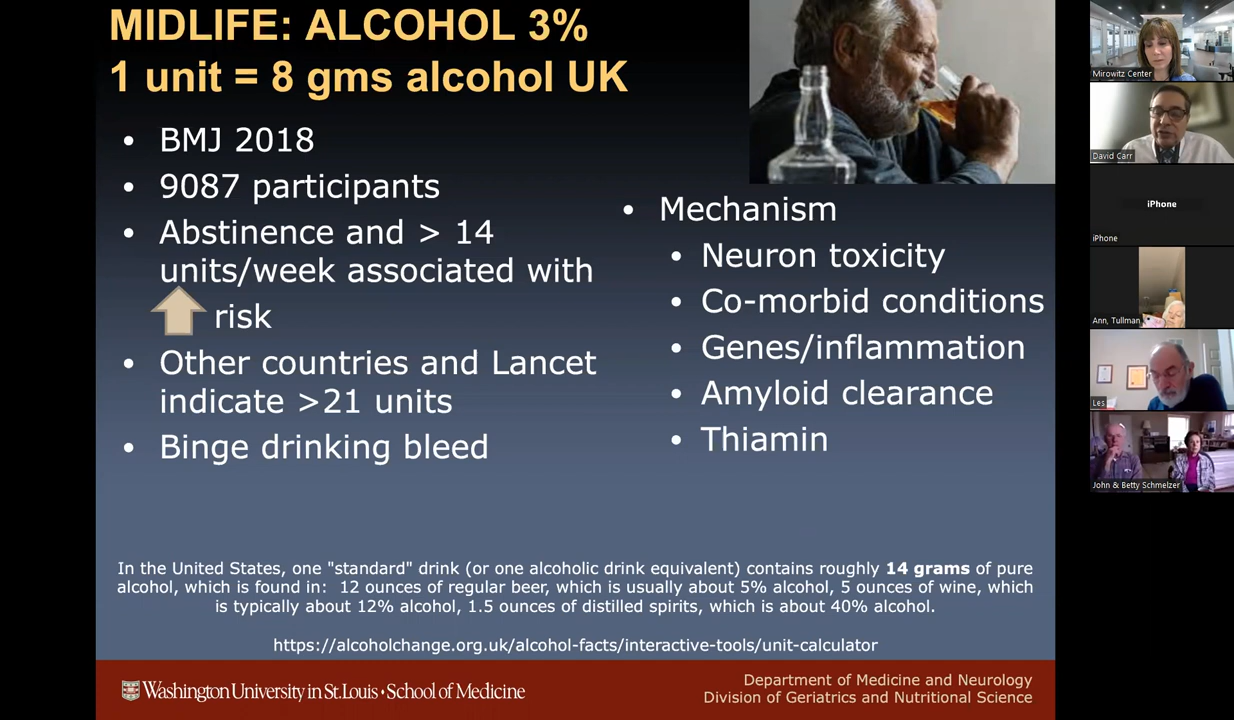 MIDLIFE: ALCOHOL 3%
1 unit = 8 gms alcohol UK
• BMJ 2018
• 9087 participants
• Abstinence and > 14
units/week associated with
risk
• Other countries and Lancet
indicate >21 units
• Binge drinking bleed
• Mechanism
• Neuron toxicity
• Co-morbid conditions
• Genes/inflammation
• Amyloid clearance
• Thiamin
In the United States, one "standard" drink (or one alcoholic drink equivalent) contains roughly 14 grams of pure
alcohol, which is found in: 12 ounces of regular beer, which is usually about 5% alcohol, 5 ounces of wine, which
is typically about 12% alcohol, 1.5 ounces of distilled spirits, which is about 40% alcohol.
https://alcoholchange.org.uk/alcohol-facts/interactive-tools/unit-calculator
Washington University in St. Louis • School of Medicine
Department of Medicine and Neurology
Division of Geriatrics and Nutritional Science
Mirowitz Center
David Carr
iPhone
iPhone
Ann, Tullman
Les
John & Betty Schmelzer